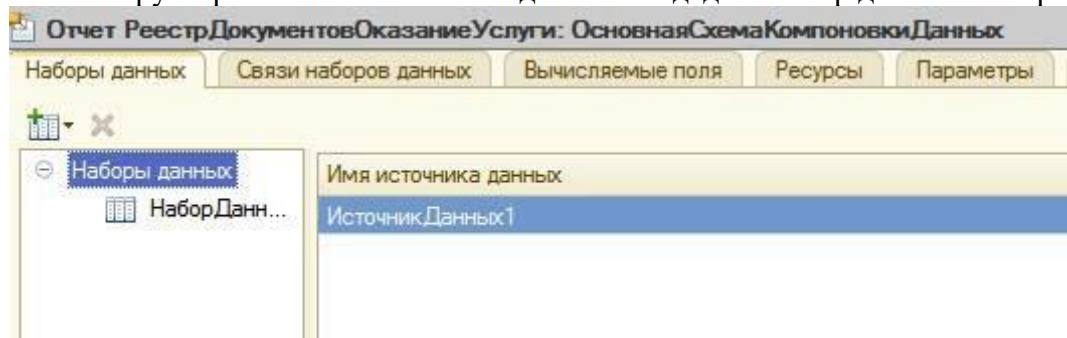 Отчет РеестрДокументовОказаниеУслуги: ОсновнаяСхемаКомпоновкиДанных
Наборы данных Связи наборов данных Вычисляемые поля Ресурсы Параметры
Наборы данных
НаборДанн...
Имя источника данных
ИсточникДанных1